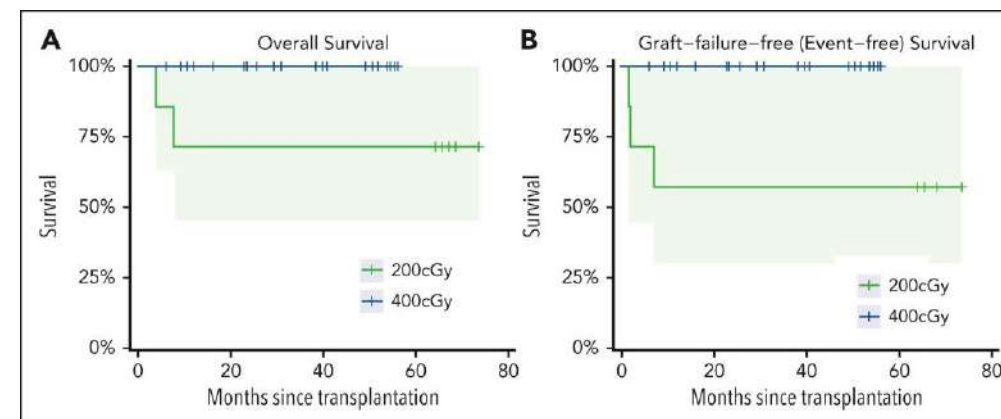 A
Overall Survival
100%
75%
50%
25%
0%
Survival
200cGy
400cGy
0 20 40 60 80
Months since transplantation
B
Graft-failure-free (Event-free) Survival
100%
75%
50%
25%
0%
Survival
200cGy
400cGy
0 20 40 60 80
Months since transplantation